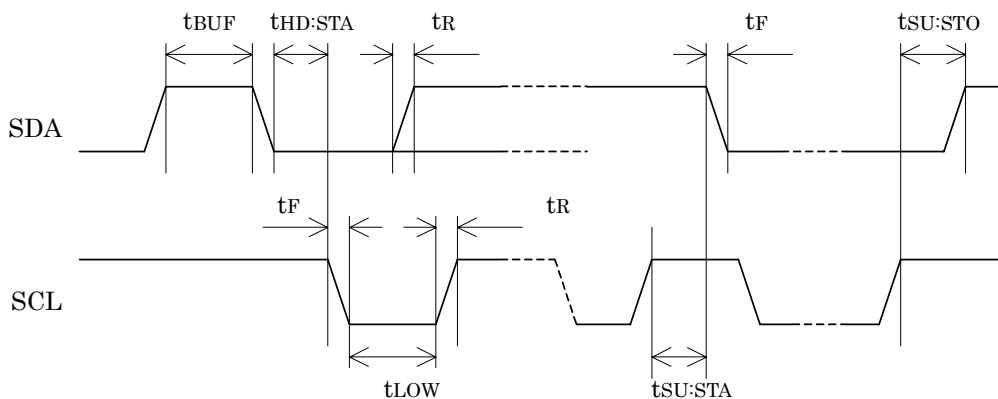 tBUF tHD:STA tR tF tSU:STO
SDA
tF tR
SCL
tLOW tSU:STA